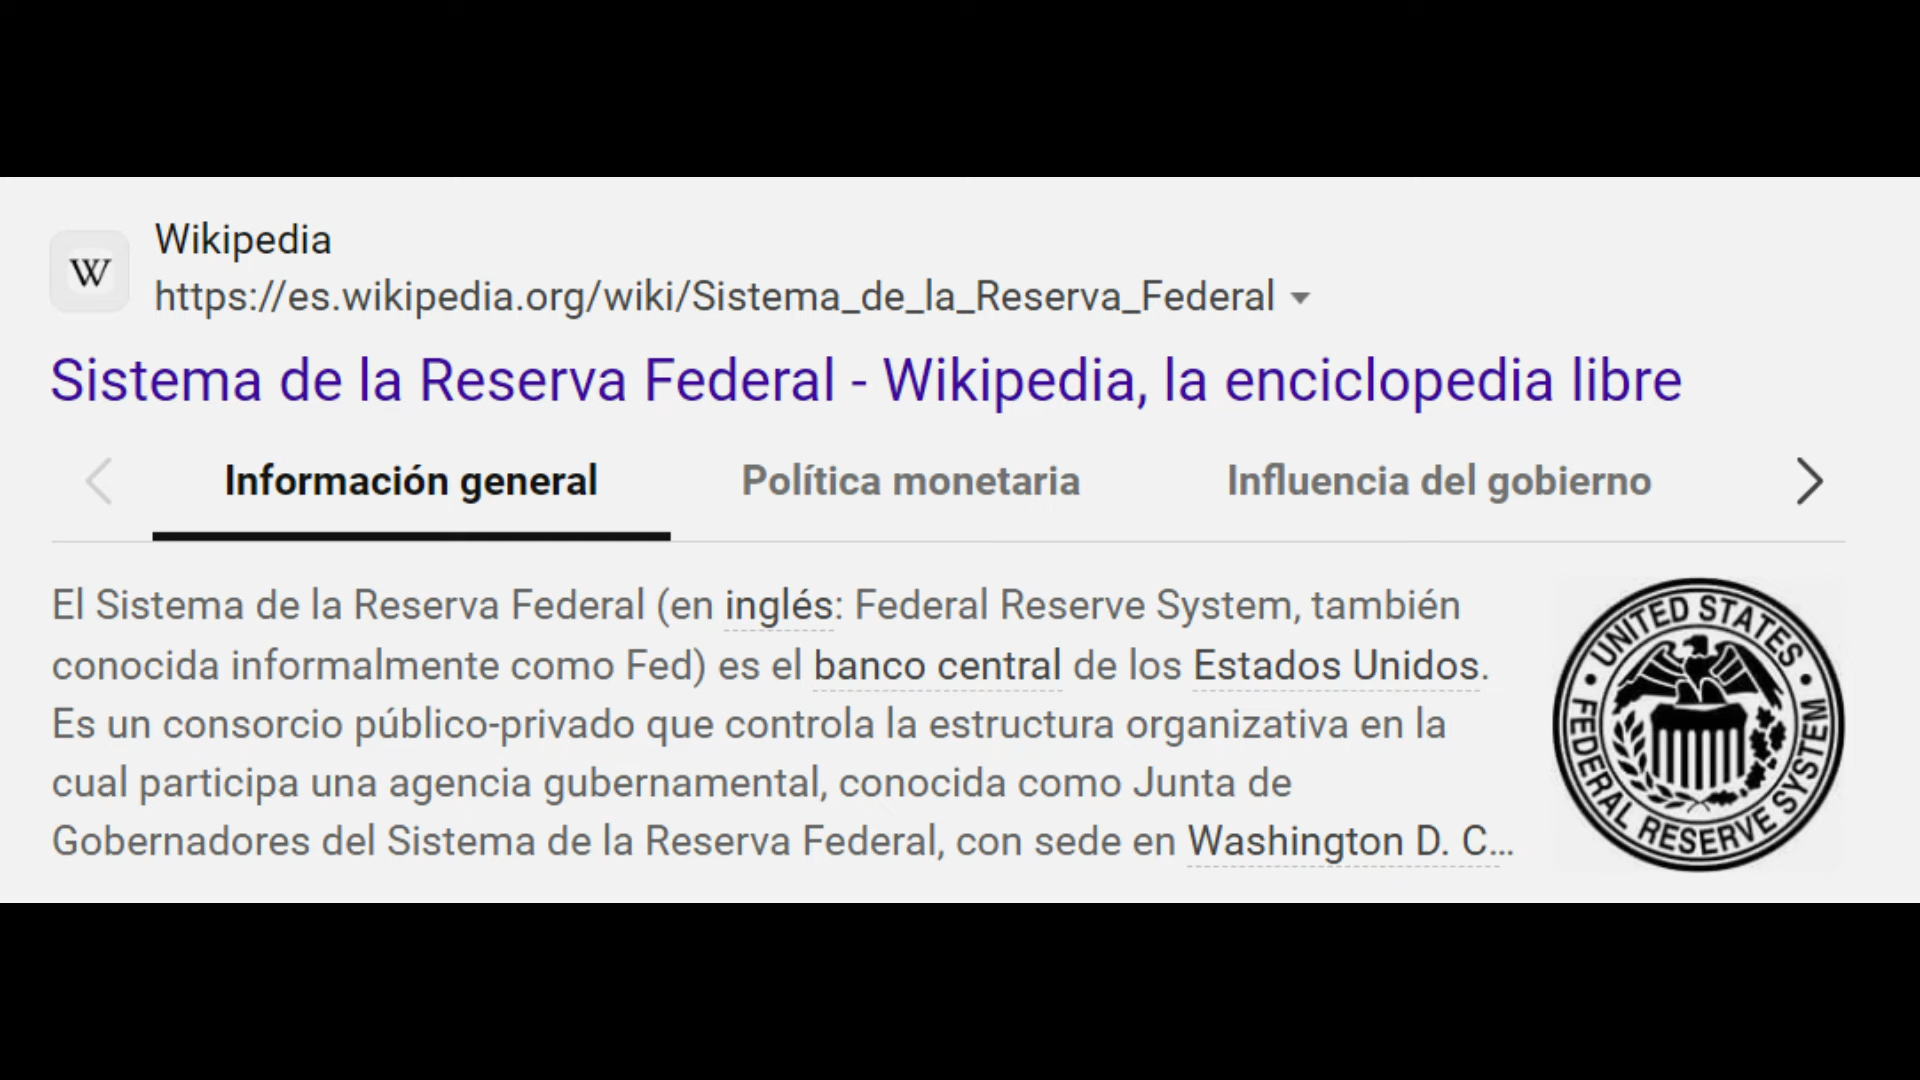 Wikipedia
W
https://es.wikipedia.org/wiki/Sistema_de_la_Reserva_Federal
Sistema de la Reserva Federal - Wikipedia, la enciclopedia libre
Información general
Política monetaria
Influencia del gobierno
El Sistema de la Reserva Federal (en inglés: Federal Reserve System, también
conocida informalmente como Fed) es el banco central de los Estados Unidos.
Es un consorcio público-privado que controla la estructura organizativa en la
cual participa una agencia gubernamental, conocida como Junta de
Gobernadores del Sistema de la Reserva Federal, con sede en Washington D. C...
UNITED STATES
FEDERAL RESERVE SYSTEM